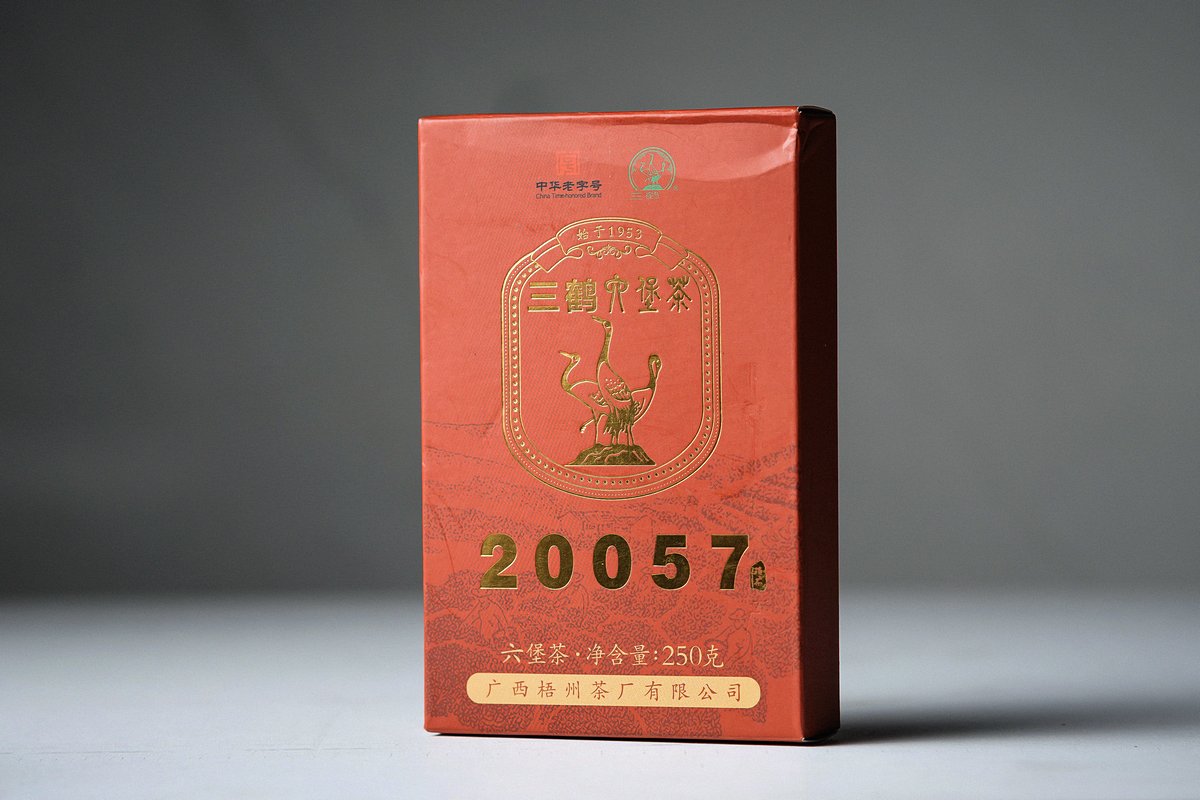 中华老字号
China Time-honored Brand
始于1953
三鹤六堡茶
20057
六堡茶·净含量:250克
广西梧州茶厂有限公司